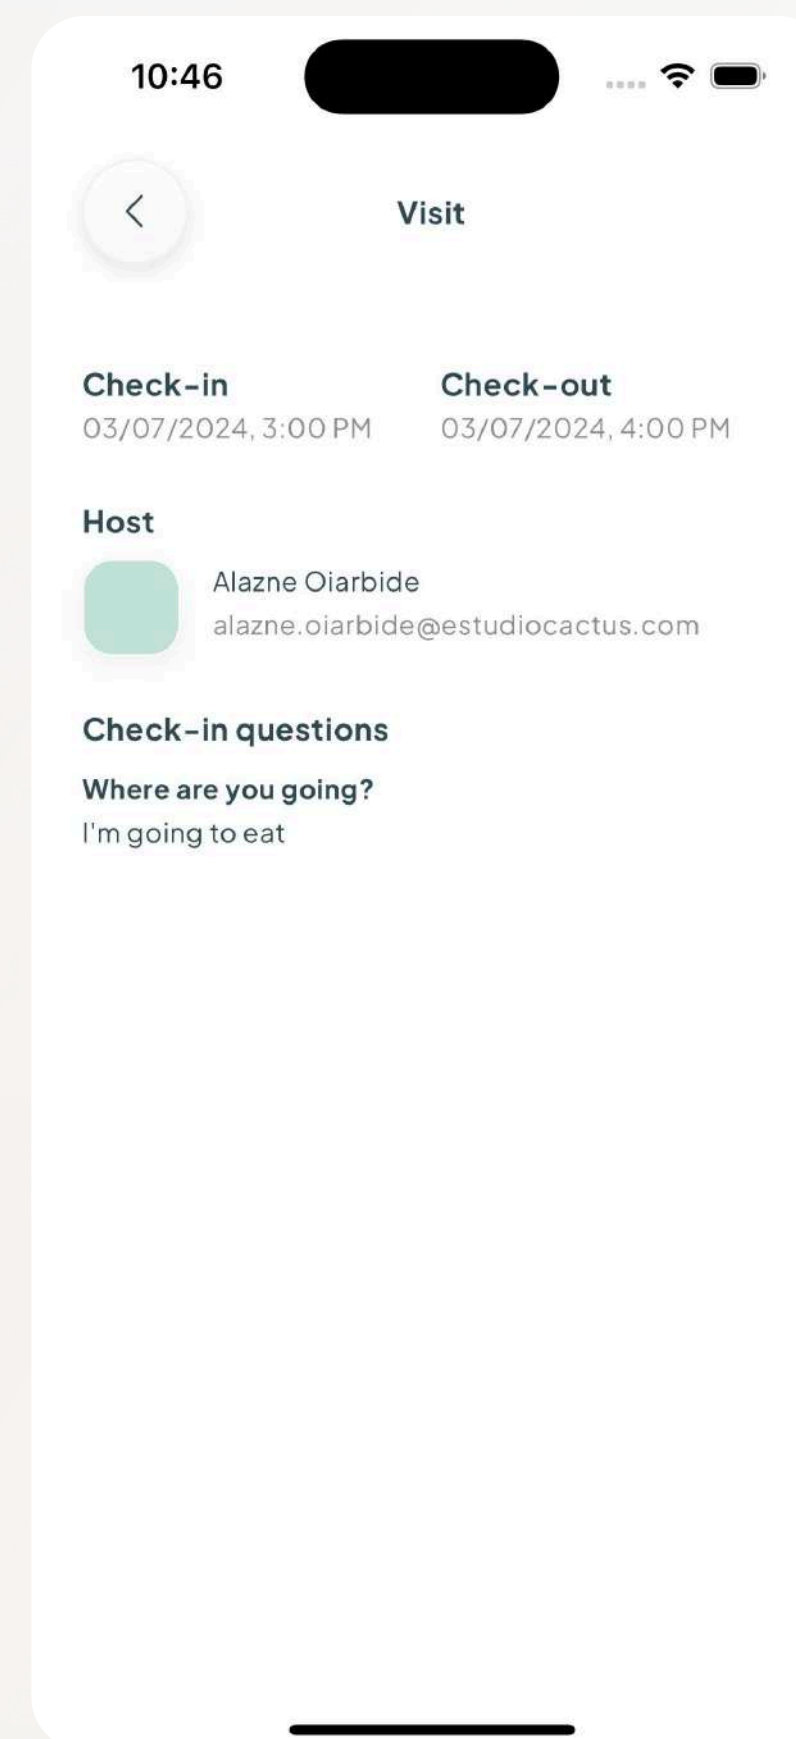 10:46
Visit
Check-in
03/07/2024, 3:00 PM
Check-out
03/07/2024, 4:00 PM
Host
Alazne Oiarbide
alazne.oiarbide@estudiocactus.com
Check-in questions
Where are you going?
I'm going to eat